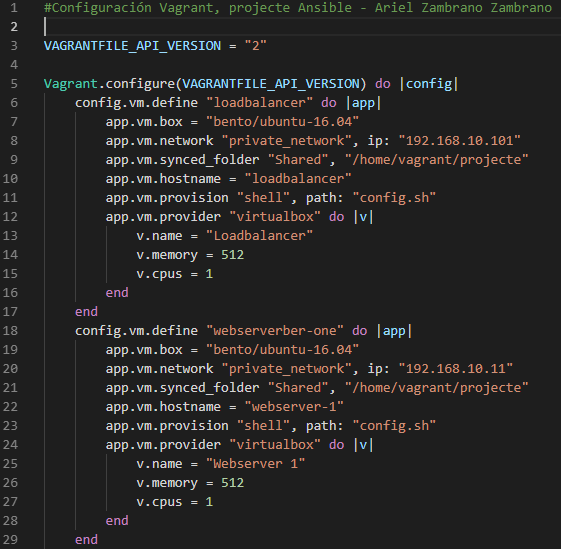 1 #Configuración Vagrant, projecte Ansible - Ariel Zambrano Zambrano
2
3 VAGRANTFILE_API_VERSION = "2"
4
5 Vagrant.configure(VAGRANTFILE_API_VERSION) do |config|
6     config.vm.define "loadbalancer" do |app|
7         app.vm.box = "bento/ubuntu-16.04"
8         app.vm.network "private_network", ip: "192.168.10.101"
9         app.vm.synced_folder "Shared", "/home/vagrant/projecte"
10         app.vm.hostname = "loadbalancer"
11         app.vm.provision "shell", path: "config.sh"
12         app.vm.provider "virtualbox" do |v|
13             v.name = "Loadbalancer"
14             v.memory = 512
15             v.cpus = 1
16         end
17     end
18     config.vm.define "webserverber-one" do |app|
19         app.vm.box = "bento/ubuntu-16.04"
20         app.vm.network "private_network", ip: "192.168.10.11"
21         app.vm.synced_folder "Shared", "/home/vagrant/projecte"
22         app.vm.hostname = "webserver-1"
23         app.vm.provision "shell", path: "config.sh"
24         app.vm.provider "virtualbox" do |v|
25             v.name = "Webserver 1"
26             v.memory = 512
27             v.cpus = 1
28         end
29     end